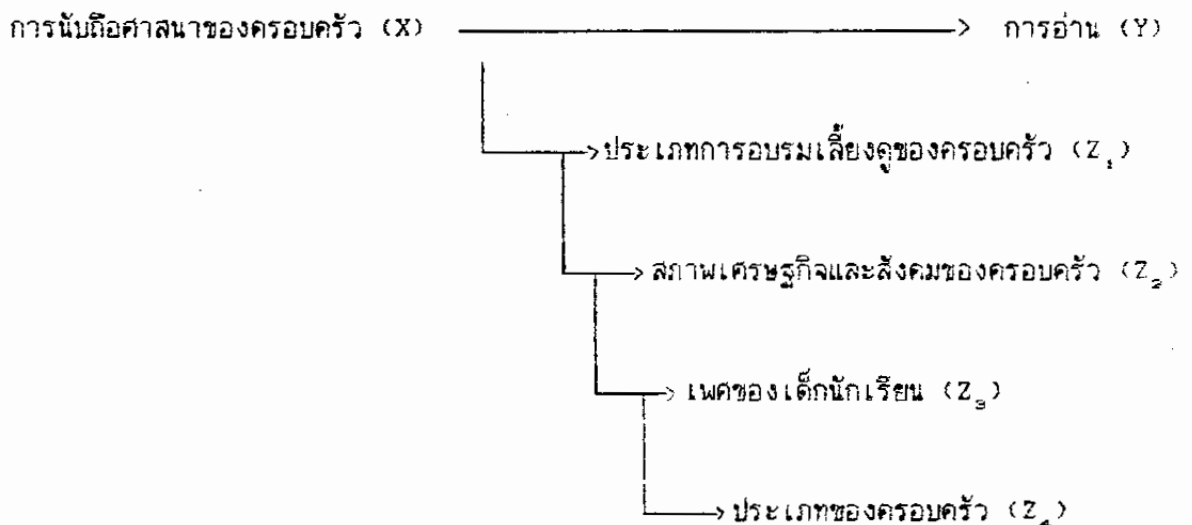 การนับถือศาสนาของครอบครัว (X) ⟶ การอ่าน (Y)
ประเภทการอบรมเลี้ยงดูของครอบครัว (Z₁)
สภาพเศรษฐกิจและสังคมของครอบครัว (Z₂)
เพศของเด็กนักเรียน (Z₃)
ประเภทของครอบครัว (Z₄)